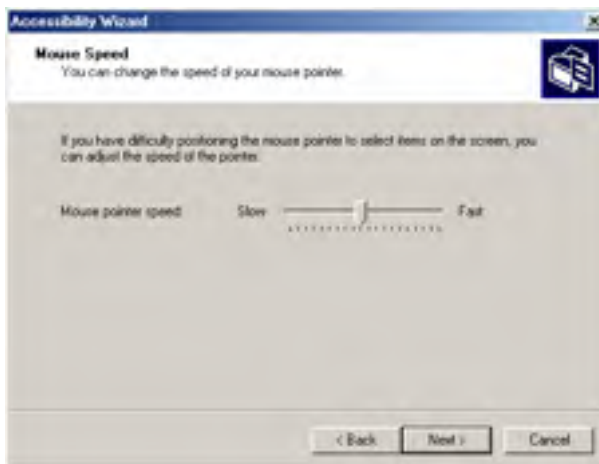 Accessibility Wizard
Mouse Speed
You can change the speed of your mouse pointer.
If you have difficulty positioning the mouse pointer to select items on the screen, you
can adjust the speed of the pointer.
Mouse pointer speed Slow Fast
< Back Next > Cancel